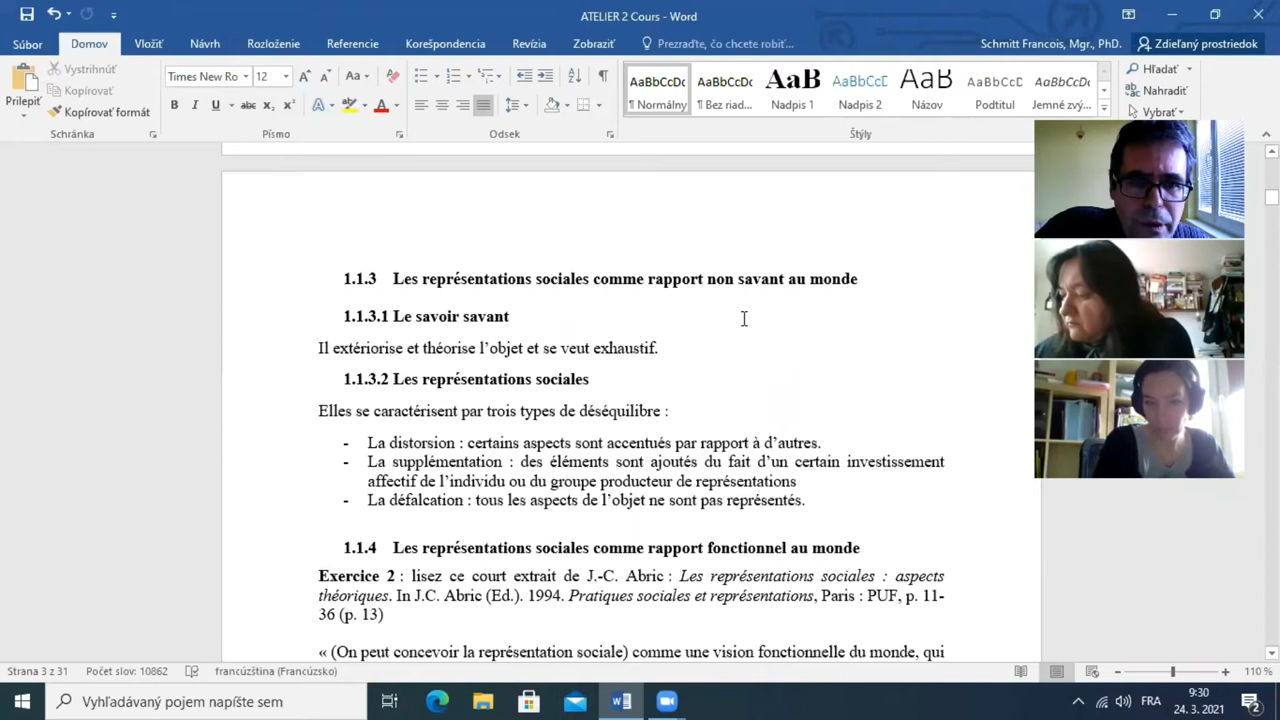 ATELIER 2 Cours - Word
Súbor Domov Vložiť Návrh Rozloženie Referencie Korešpondencia Revízia Zobraziť Prezraďte, čo chcete robiť... Schmitt Francois, Mgr., PhD. Zdieľaný prostriedok
Prilepiť
Vystrihnúť
Kopírovať
Kopírovať formát
Schránka
Times New Ro 12
Písmo
Odsek
AaBbCcDc AaBbCcDc AaB AaBbCcD AaB AaBbCcD AaBbCcDc
¶ Normálny ¶ Bez riad... Nadpis 1 Nadpis 2 Názov Podtitul Jemné zvý...
Štýly
Hľadať
Nahradiť
Vybrať
1.1.3 Les représentations sociales comme rapport non savant au monde
1.1.3.1 Le savoir savant
Il extériorise et théorise l’objet et se veut exhaustif.
1.1.3.2 Les représentations sociales
Elles se caractérisent par trois types de déséquilibre :
- La distorsion : certains aspects sont accentués par rapport à d’autres.
- La supplémentation : des éléments sont ajoutés du fait d’un certain investissement
affectif de l’individu ou du groupe producteur de représentations
- La défalcation : tous les aspects de l’objet ne sont pas représentés.
1.1.4 Les représentations sociales comme rapport fonctionnel au monde
Exercice 2 : lisez ce court extrait de J.-C. Abric : Les représentations sociales : aspects
théoriques. In J.C. Abric (Ed.). 1994. Pratiques sociales et représentations, Paris : PUF, p. 11-
36 (p. 13)
« (On peut concevoir la représentation sociale) comme une vision fonctionnelle du monde, qui
Strana 3 z 31 Počet slov: 10862 francúzština (Francúzsko) 110 %
Vyhľadávaný pojem napíšte sem
FRA
9:30
24. 3. 2021
2